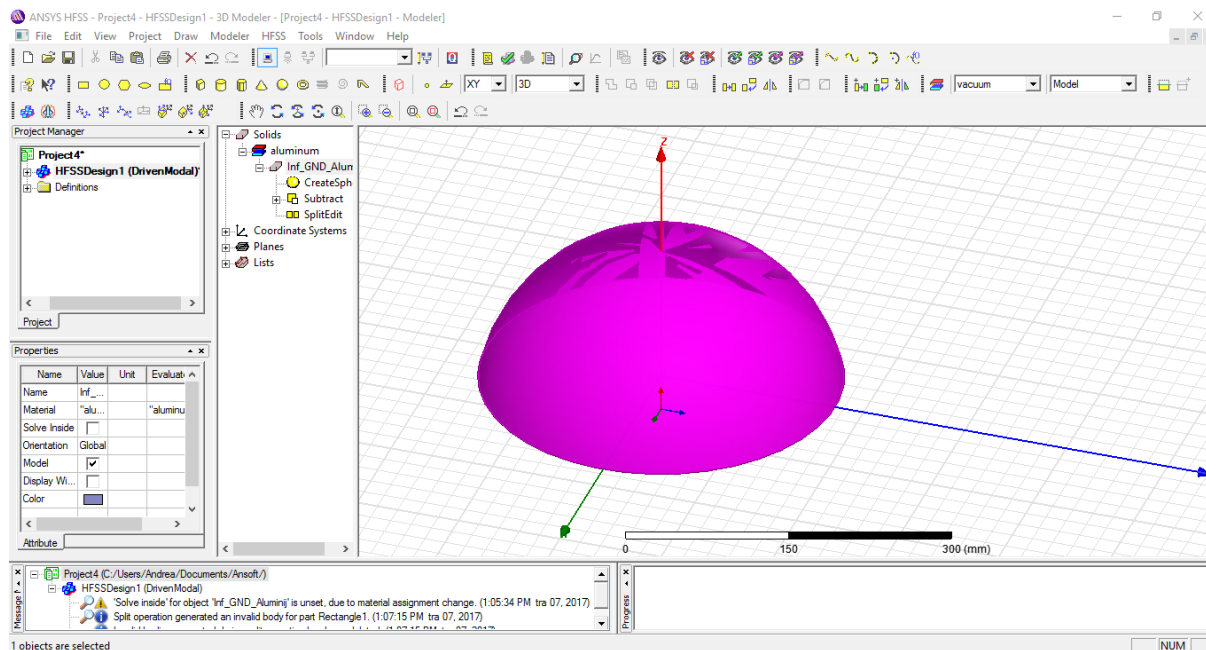 ANSYS HFSS - Project4 - HFSSDesign1 - 3D Modeler - [Project4 - HFSSDesign1 - Modeler]
File Edit View Project Draw Modeler HFSS Tools Window Help
XY 3D vacuum Model
Project Manager
Project4*
HFSSDesign1 (DrivenModal)*
Definitions
Project
Solids
aluminum
Inf_GND_Alun
CreateSph
Subtract
SplitEdit
Coordinate Systems
Planes
Lists
Properties
Name Value Unit Evaluate
Name Inf_...
Material "alu... "aluminu
Solve Inside
Orientation Global
Model
Display Wi...
Color
Attribute
Z
0 150 300 (mm)
Project4 (C:/Users/Andrea/Documents/Ansoft/)
HFSSDesign1 (DrivenModal)
'Solve inside' for object 'Inf_GND_Aluminij' is unset, due to material assignment change. (1:05:34 PM tra 07, 2017)
Split operation generated an invalid body for part Rectangle1. (1:07:15 PM tra 07, 2017)
Progress
1 objects are selected
NUM